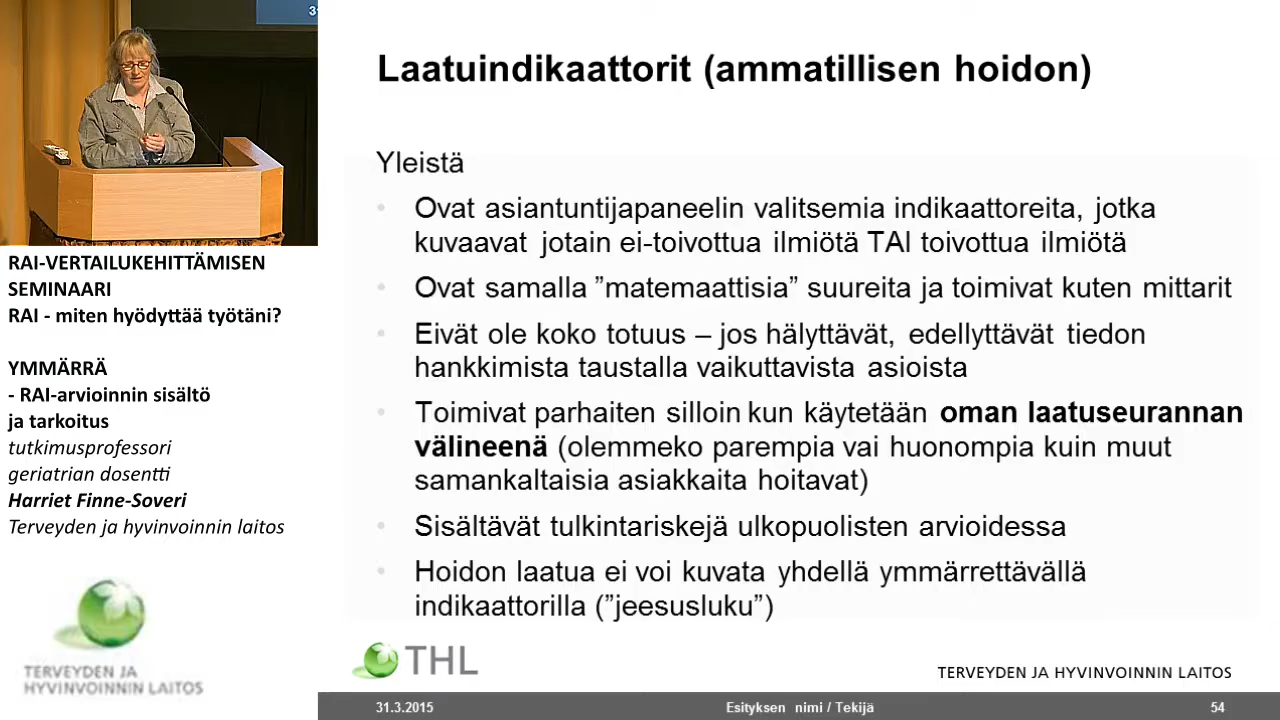 RAI-VERTAILUKEHITTÄMISEN
SEMINAARI
RAI - miten hyödyttää työtäni?
YMMÄRRÄ
- RAI-arvioinnin sisältö
ja tarkoitus
tutkimusprofessori
geriatrian dosentti
Harriet Finne-Soveri
Terveyden ja hyvinvoinnin laitos
TERVEYDEN JA
HYVINVOINNIN LAITOS
Laatuindikaattorit (ammatillisen hoidon)
Yleistä
• Ovat asiantuntijapaneelin valitsemia indikaattoreita, jotka
kuvaavat jotain ei-toivottua ilmiötä TAI toivottua ilmiötä
• Ovat samalla ”matemaattisia” suureita ja toimivat kuten mittarit
• Eivät ole koko totuus – jos hälyttävät, edellyttävät tiedon
hankkimista taustalla vaikuttavista asioista
• Toimivat parhaiten silloin kun käytetään oman laatuseurannan
välineenä (olemmeko parempia vai huonompia kuin muut
samankaltaisia asiakkaita hoitavat)
• Sisältävät tulkintariskejä ulkopuolisten arvioidessa
• Hoidon laatua ei voi kuvata yhdellä ymmärrettävällä
indikaattorilla (”jeesusluku”)
THL
TERVEYDEN JA HYVINVOINNIN LAITOS
31.3.2015
Esityksen nimi / Tekijä
54